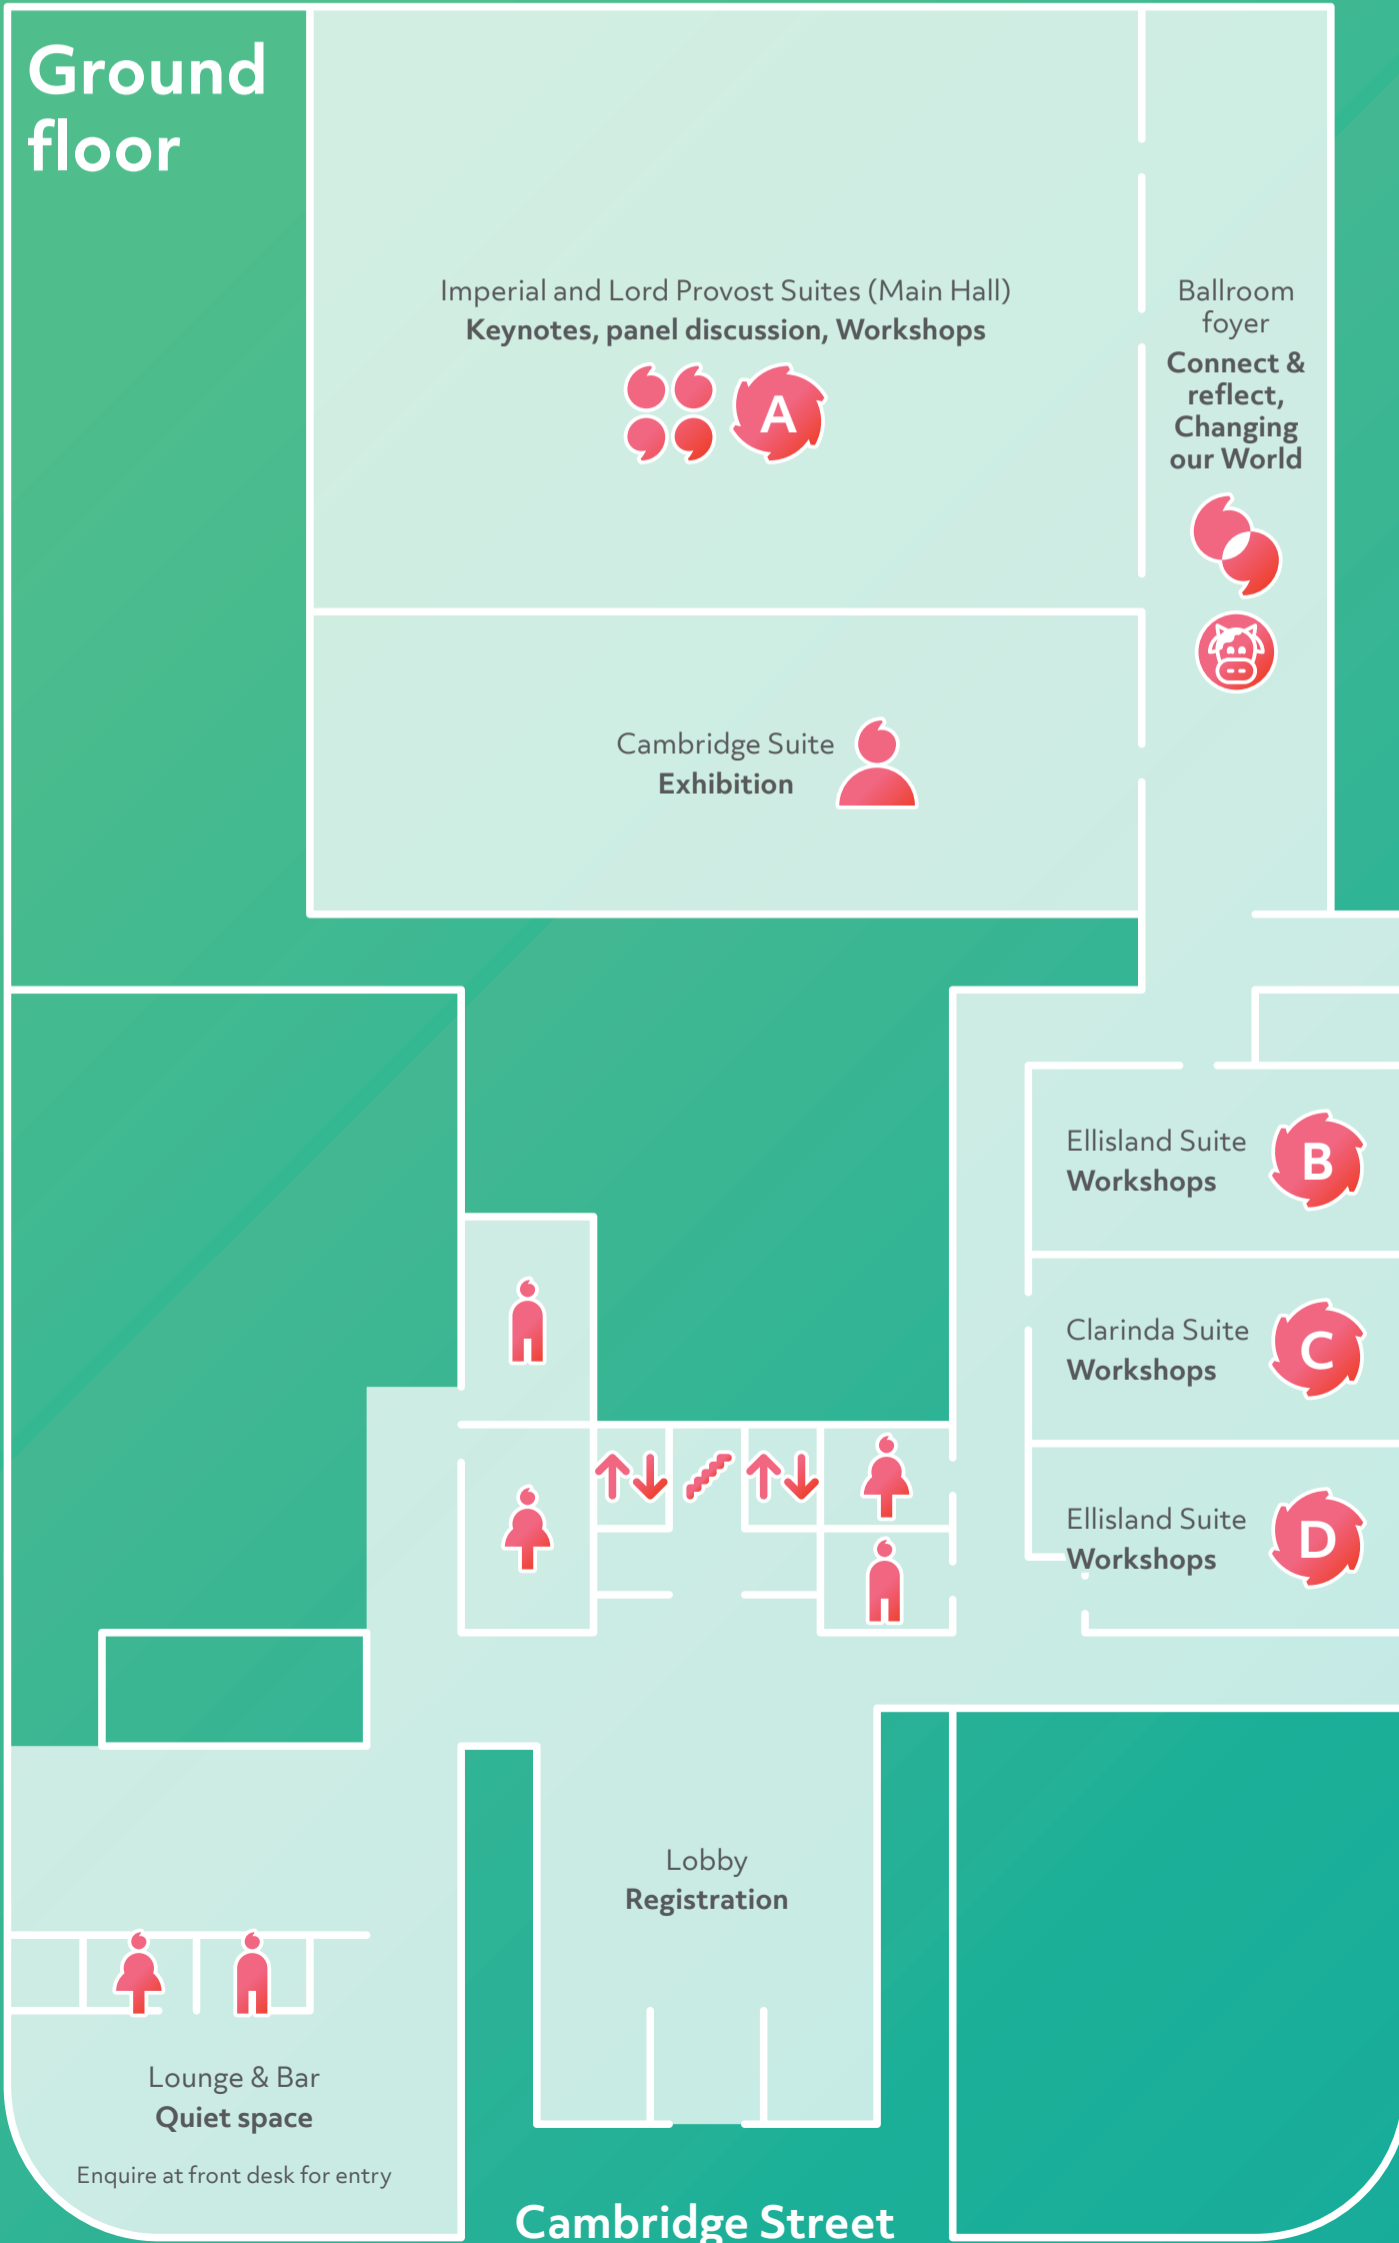 Ground
floor
Imperial and Lord Provost Suites (Main Hall)
Keynotes, panel discussion, Workshops
A
Ballroom
foyer
Connect &
reflect,
Changing
our World
Cambridge Suite
Exhibition
Ellisland Suite
Workshops
B
Clarinda Suite
Workshops
C
Ellisland Suite
Workshops
D
Lobby
Registration
Lounge & Bar
Quiet space
Enquire at front desk for entry
Cambridge Street